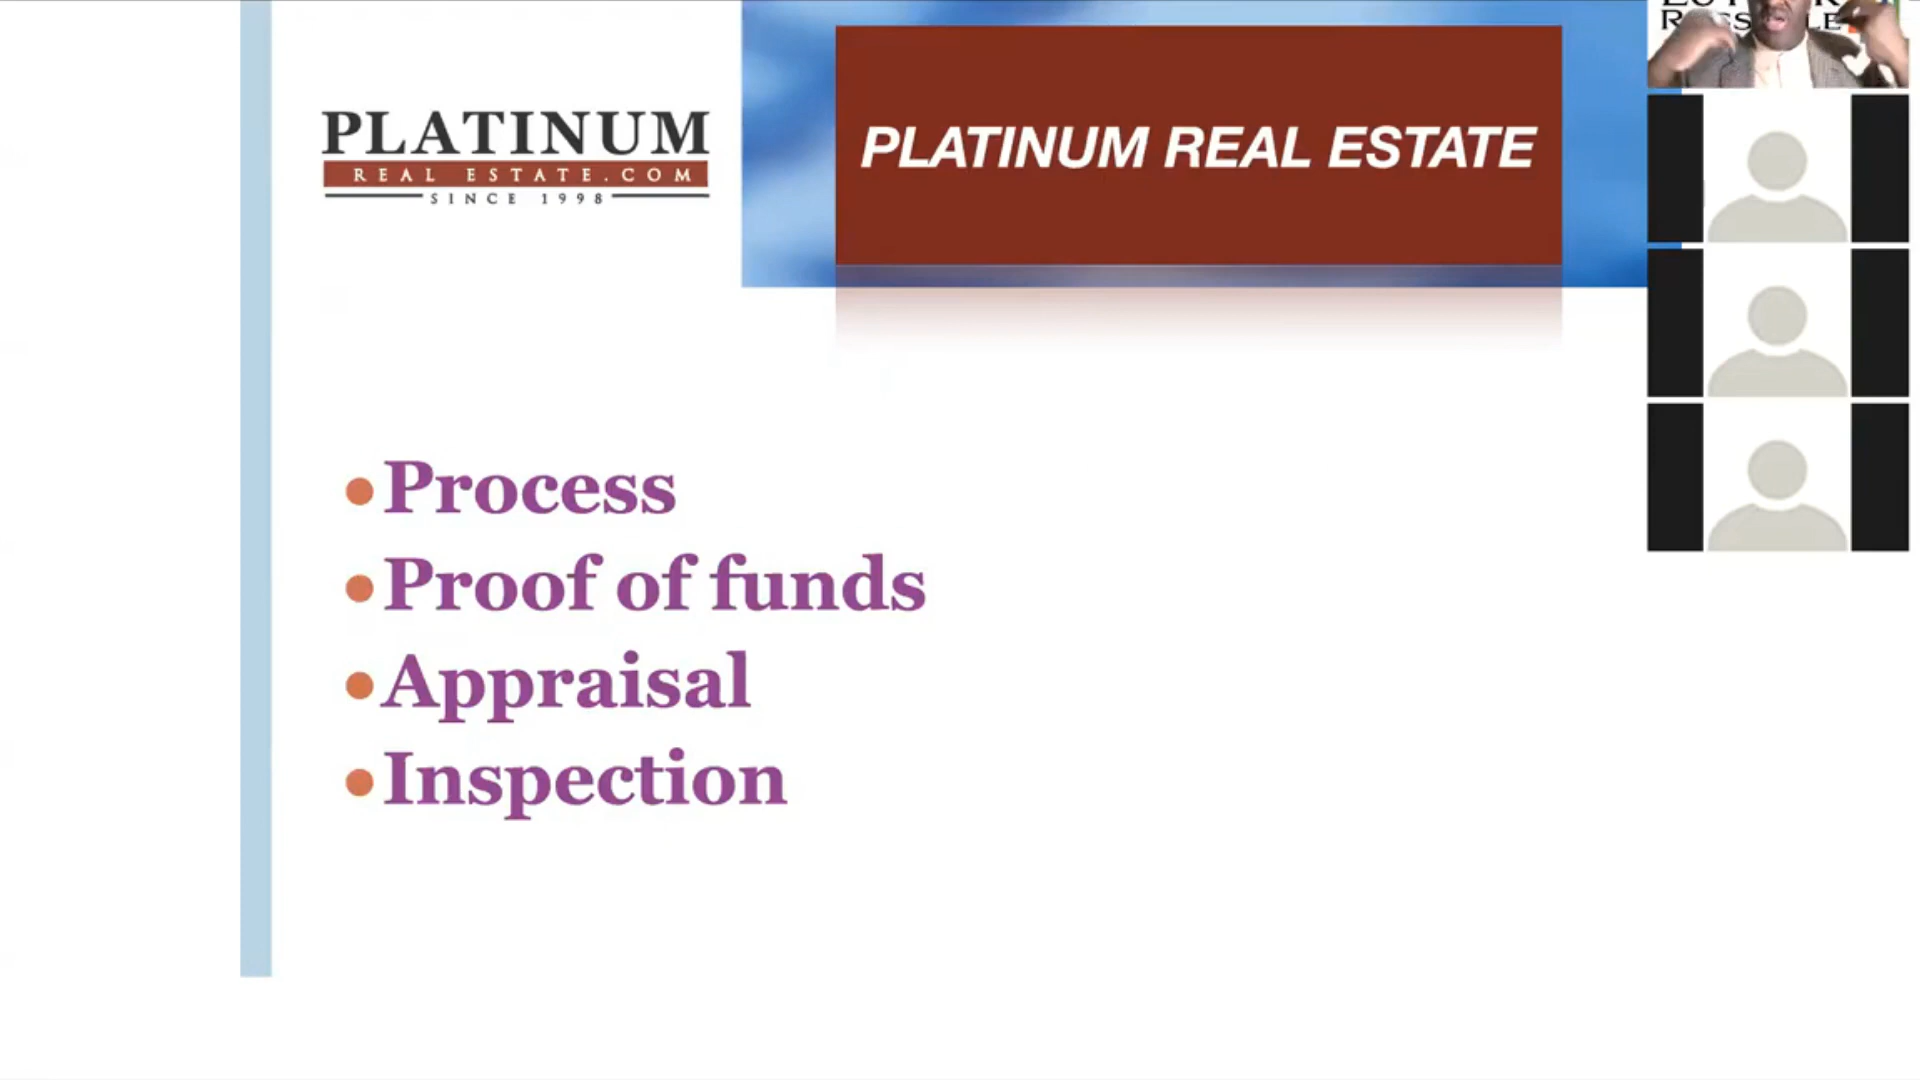 PLATINUM
REAL ESTATE.COM
SINCE 1998
PLATINUM REAL ESTATE
•Process
•Proof of funds
•Appraisal
•Inspection